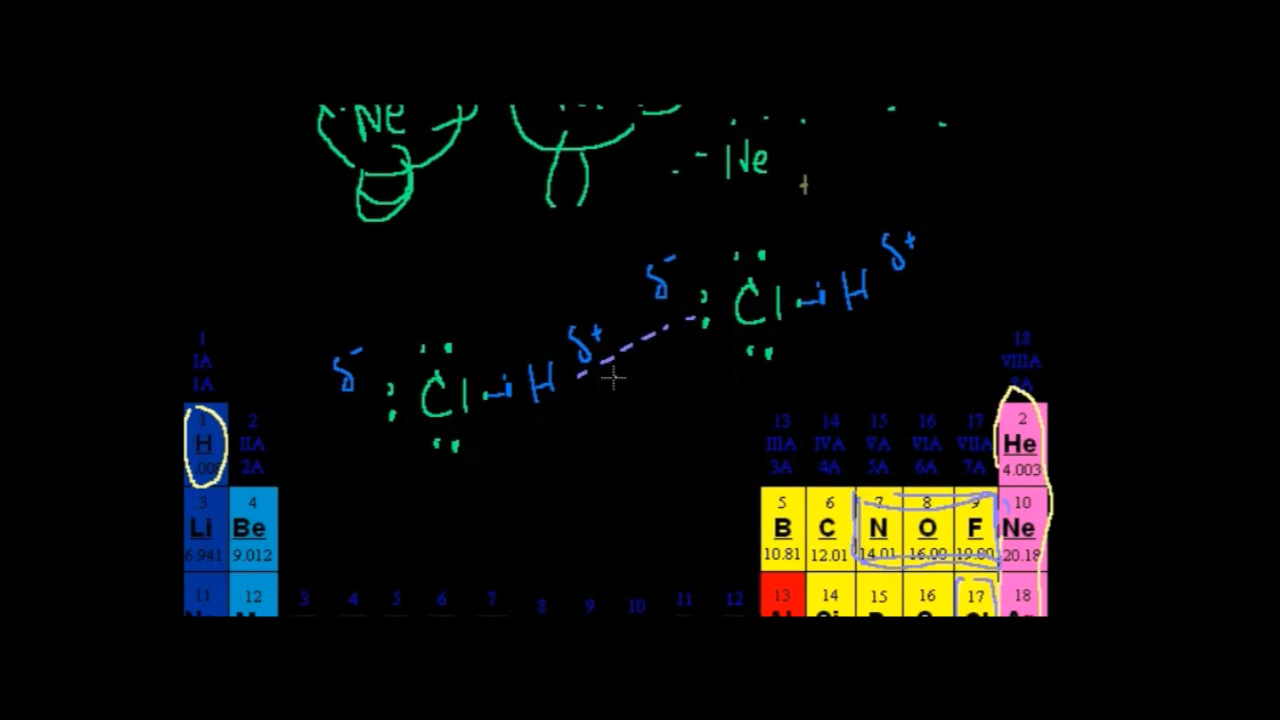 Ne
Ne
δ- :Cl - H δ+
δ- :Cl - H δ+
1 18
IA VIIIA
1A
1 2 13 14 15 16 17 2
H IIA IIIA IVA VA VIA VIIA He
2A 3A 4A 5A 6A 7A 4.003
3 4 5 6 7 8 9 10
Li Be B C N O F Ne
6.941 9.012 10.81 12.01 14.01 16.00 19.00 20.18
11 12 3 4 5 6 7 8 9 10 11 12 13 14 15 16 17 18